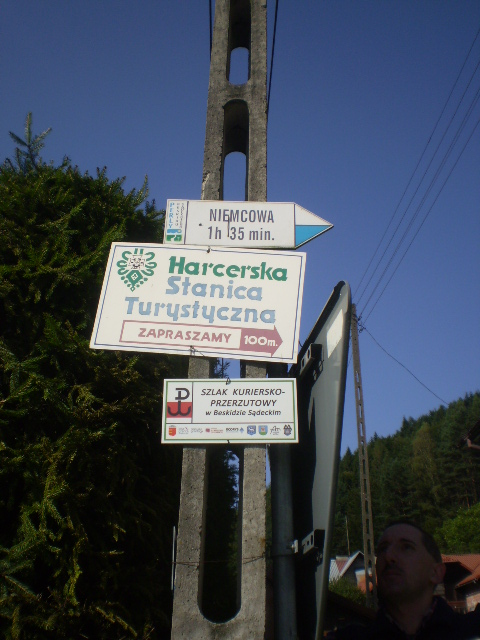 NIEMCOWA
1h 35 min.
Harcerska
Stanica
Turystyczna
ZAPRASZAMY 100m.
SZLAK KURIERSKO-
PRZERZUTOWY
w Beskidzie Sądeckim